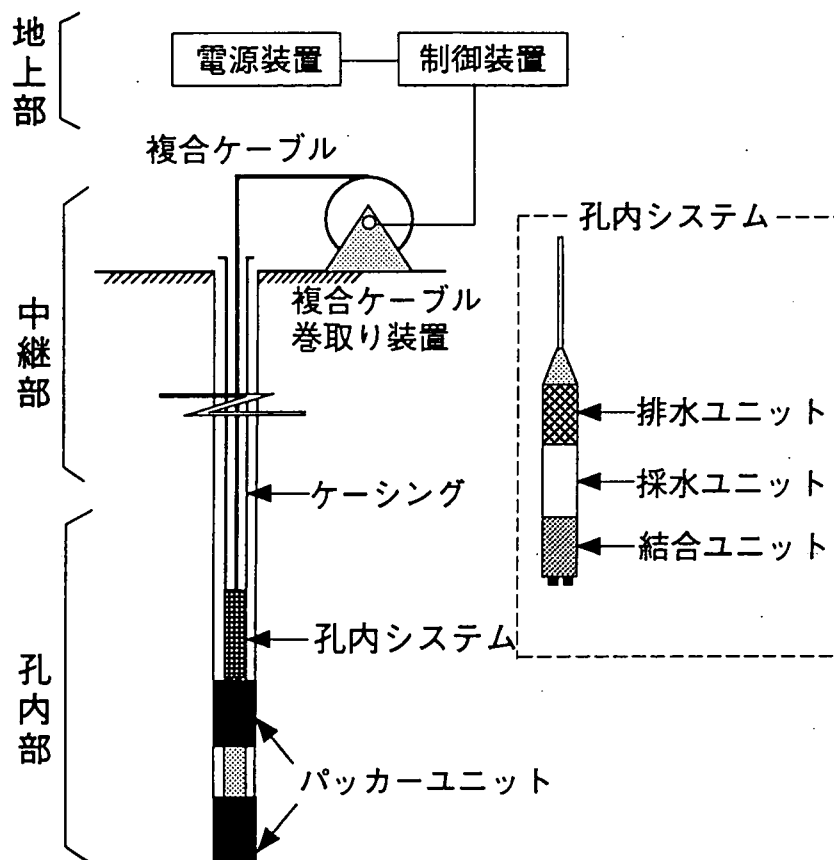 地上部
電源装置
制御装置
複合ケーブル
複合ケーブル
巻取り装置
中継部
ケーシング
孔内部
孔内システム
パッカーユニット
孔内システム
排水ユニット
採水ユニット
結合ユニット